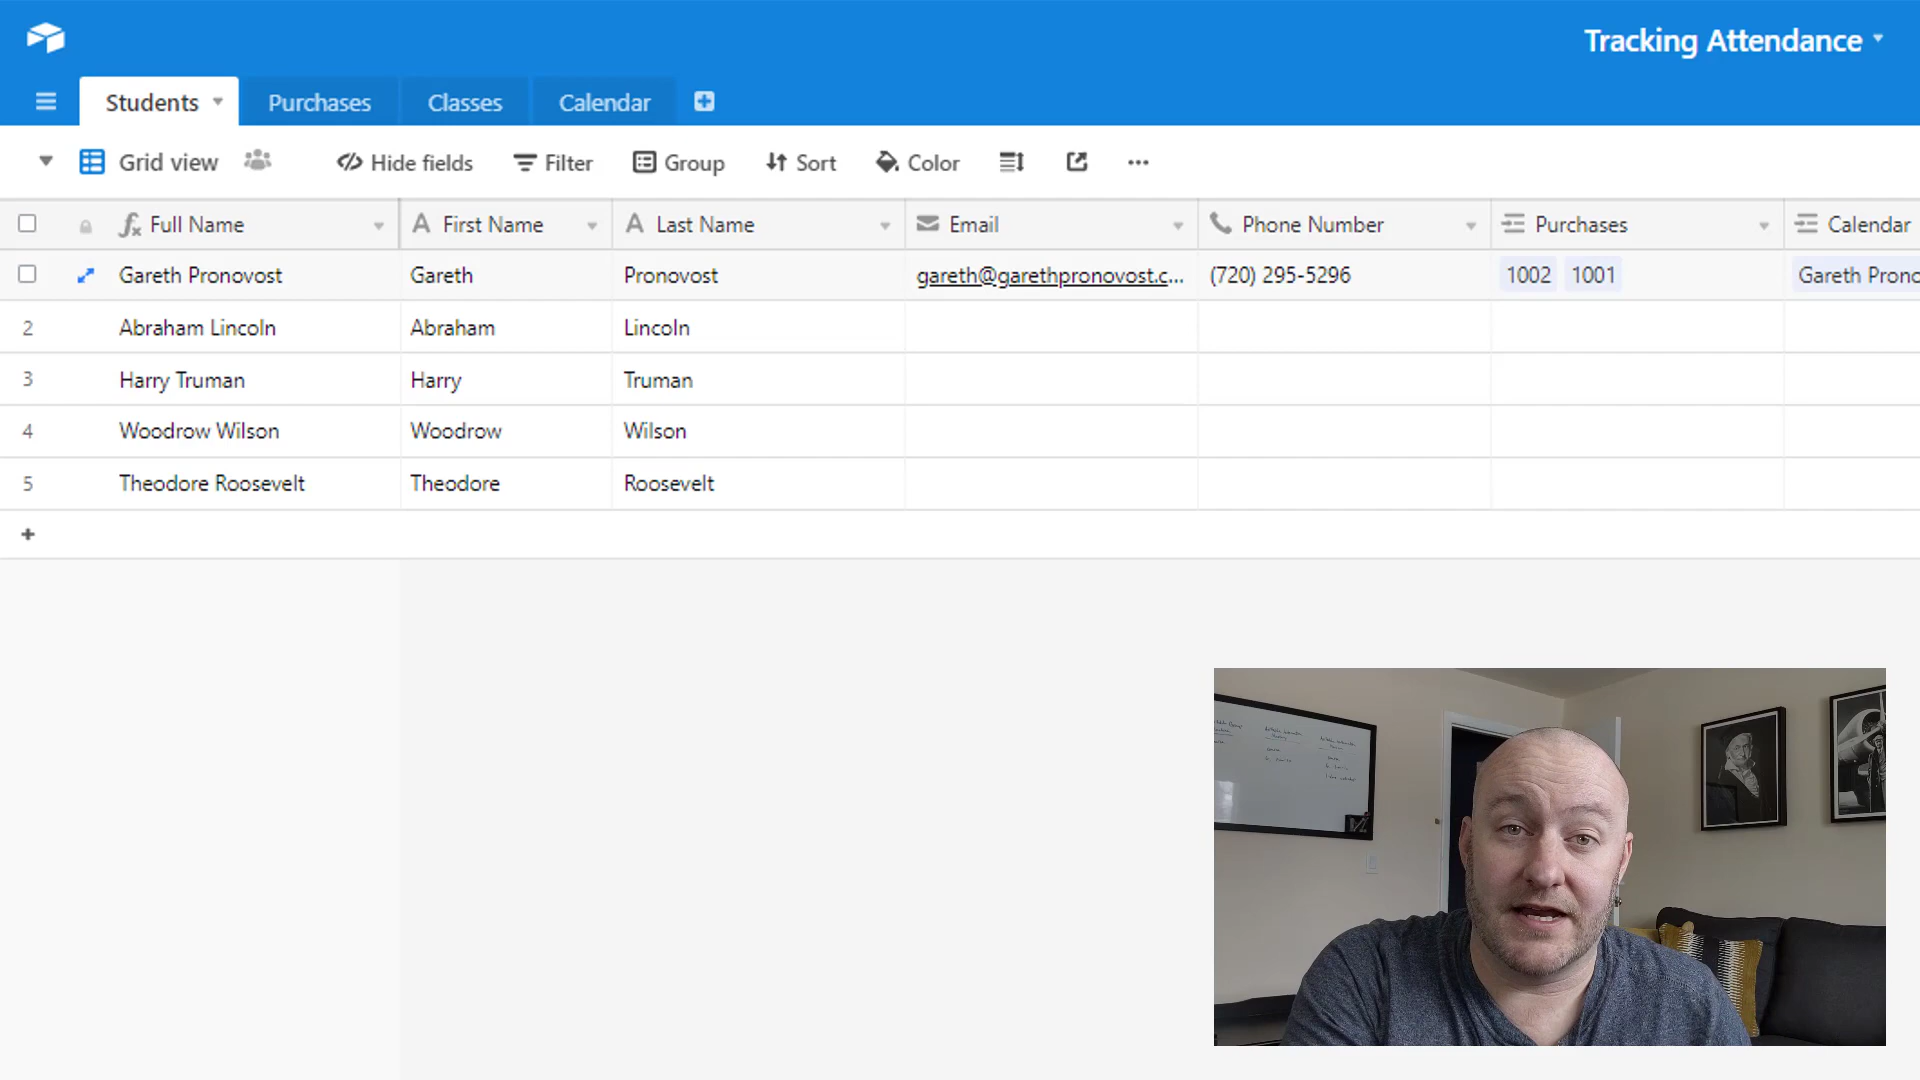 Tracking Attendance
Students Purchases Classes Calendar
Grid view Hide fields Filter Group Sort Color
Full Name First Name Last Name Email Phone Number Purchases Calendar
Gareth Pronovost Gareth Pronovost gareth@garethpronovost.c... (720) 295-5296 1002 1001 Gareth Prono
2 Abraham Lincoln Abraham Lincoln
3 Harry Truman Harry Truman
4 Woodrow Wilson Woodrow Wilson
5 Theodore Roosevelt Theodore Roosevelt